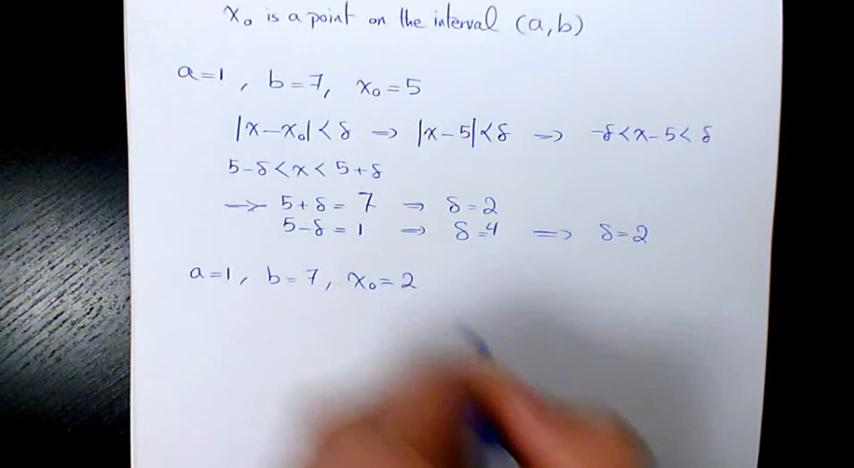 x₀ is a point on the interval (a,b)
a=1, b=7, x₀=5
|x-x₀|<δ ⇒ |x-5|<δ ⇒ -δ<x-5<δ
5-δ<x<5+δ
⇒ 5+δ=7 ⇒ δ=2
5-δ=1 ⇒ δ=4 ⇒ δ=2
a=1, b=7, x₀=2